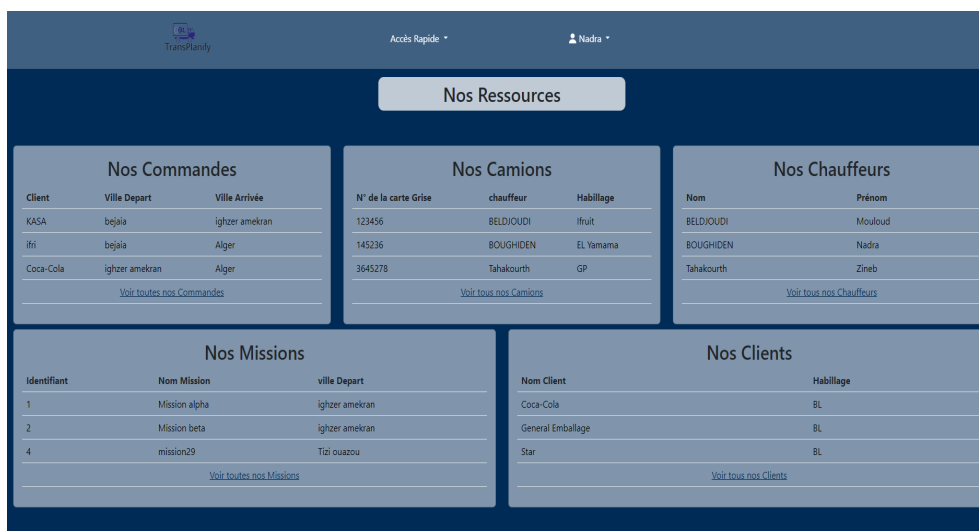 BL
TransPlanify
Accès Rapide
Nadra
Nos Ressources
Nos Commandes
Client Ville Depart Ville Arrivée
KASA bejaia ighzer amekran
ifri bejaia Alger
Coca-Cola ighzer amekran Alger
Voir toutes nos Commandes
Nos Camions
N° de la carte Grise chauffeur Habillage
123456 BELDJOUDI Ifruit
145236 BOUGHIDEN EL Yamama
3645278 Tahakourth GP
Voir tous nos Camions
Nos Chauffeurs
Nom Prénom
BELDJOUDI Mouloud
BOUGHIDEN Nadra
Tahakourth Zineb
Voir tous nos Chauffeurs
Nos Missions
Identifiant Nom Mission ville Depart
1 Mission alpha ighzer amekran
2 Mission beta ighzer amekran
4 mission29 Tizi ouazou
Voir toutes nos Missions
Nos Clients
Nom Client Habillage
Coca-Cola BL
General Emballage BL
Star BL
Voir tous nos Clients